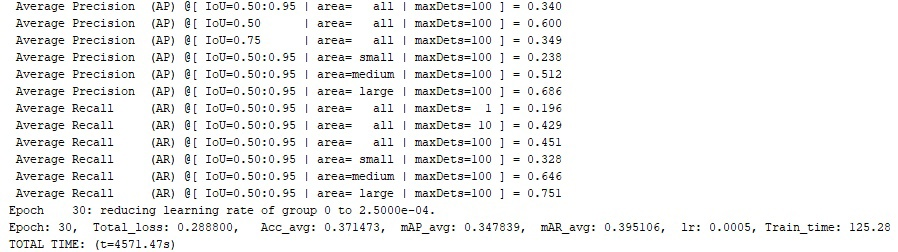 Average Precision  (AP) @[ IoU=0.50:0.95 | area=   all | maxDets=100 ] = 0.340
Average Precision  (AP) @[ IoU=0.50      | area=   all | maxDets=100 ] = 0.600
Average Precision  (AP) @[ IoU=0.75      | area=   all | maxDets=100 ] = 0.349
Average Precision  (AP) @[ IoU=0.50:0.95 | area= small | maxDets=100 ] = 0.238
Average Precision  (AP) @[ IoU=0.50:0.95 | area=medium | maxDets=100 ] = 0.512
Average Precision  (AP) @[ IoU=0.50:0.95 | area= large | maxDets=100 ] = 0.686
Average Recall     (AR) @[ IoU=0.50:0.95 | area=   all | maxDets=  1 ] = 0.196
Average Recall     (AR) @[ IoU=0.50:0.95 | area=   all | maxDets= 10 ] = 0.429
Average Recall     (AR) @[ IoU=0.50:0.95 | area=   all | maxDets=100 ] = 0.451
Average Recall     (AR) @[ IoU=0.50:0.95 | area= small | maxDets=100 ] = 0.328
Average Recall     (AR) @[ IoU=0.50:0.95 | area=medium | maxDets=100 ] = 0.646
Average Recall     (AR) @[ IoU=0.50:0.95 | area= large | maxDets=100 ] = 0.751
Epoch    30: reducing learning rate of group 0 to 2.5000e-04.
Epoch: 30,  Total_loss: 0.288800,   Acc_avg: 0.371473,  mAP_avg: 0.347839,  mAR_avg: 0.395106,  lr: 0.0005, Train_time: 125.28
TOTAL TIME: (t=4571.47s)